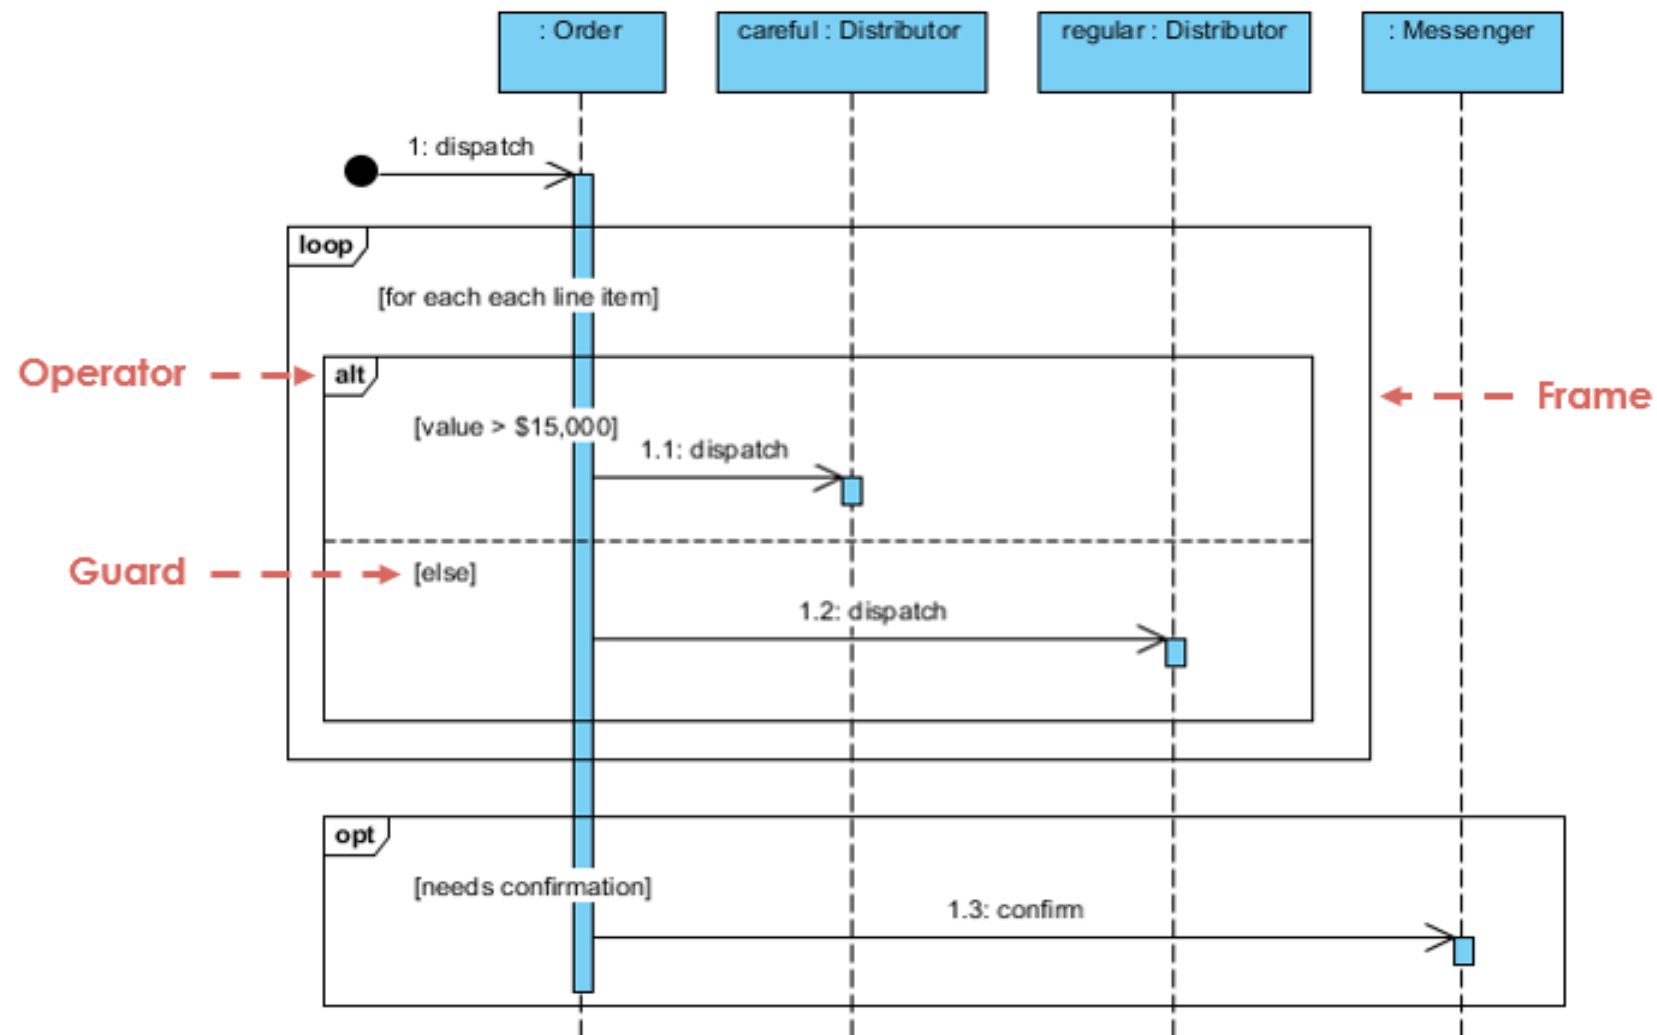 : Order
careful : Distributor
regular : Distributor
: Messenger
1: dispatch
loop
[for each each line item]
Operator
alt
Frame
[value > $15,000]
1.1: dispatch
Guard
[else]
1.2: dispatch
opt
[needs confirmation]
1.3: confirm